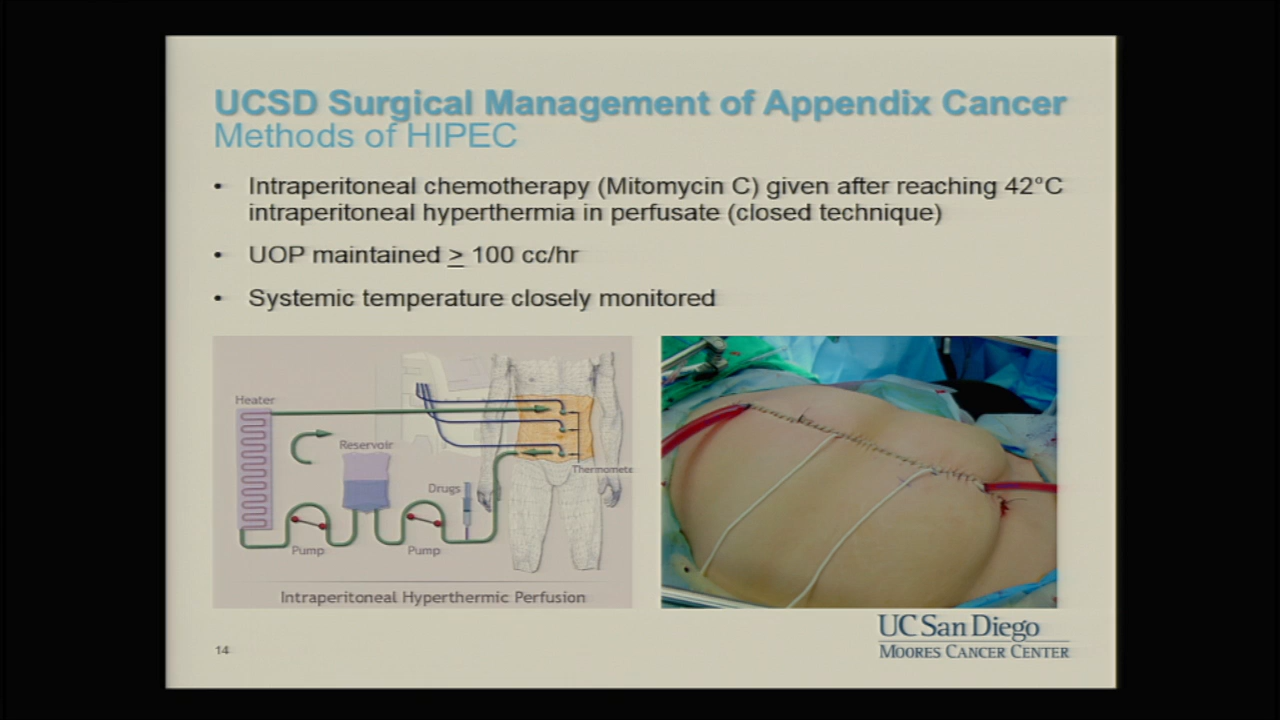 UCSD Surgical Management of Appendix Cancer
Methods of HIPEC
• Intraperitoneal chemotherapy (Mitomycin C) given after reaching 42°C
intraperitoneal hyperthermia in perfusate (closed technique)
• UOP maintained > 100 cc/hr
• Systemic temperature closely monitored
Heater
Reservoir
Thermomete
Drugs
Pump
Pump
Intraperitoneal Hyperthermic Perfusion
UC San Diego
MOORES CANCER CENTER
14